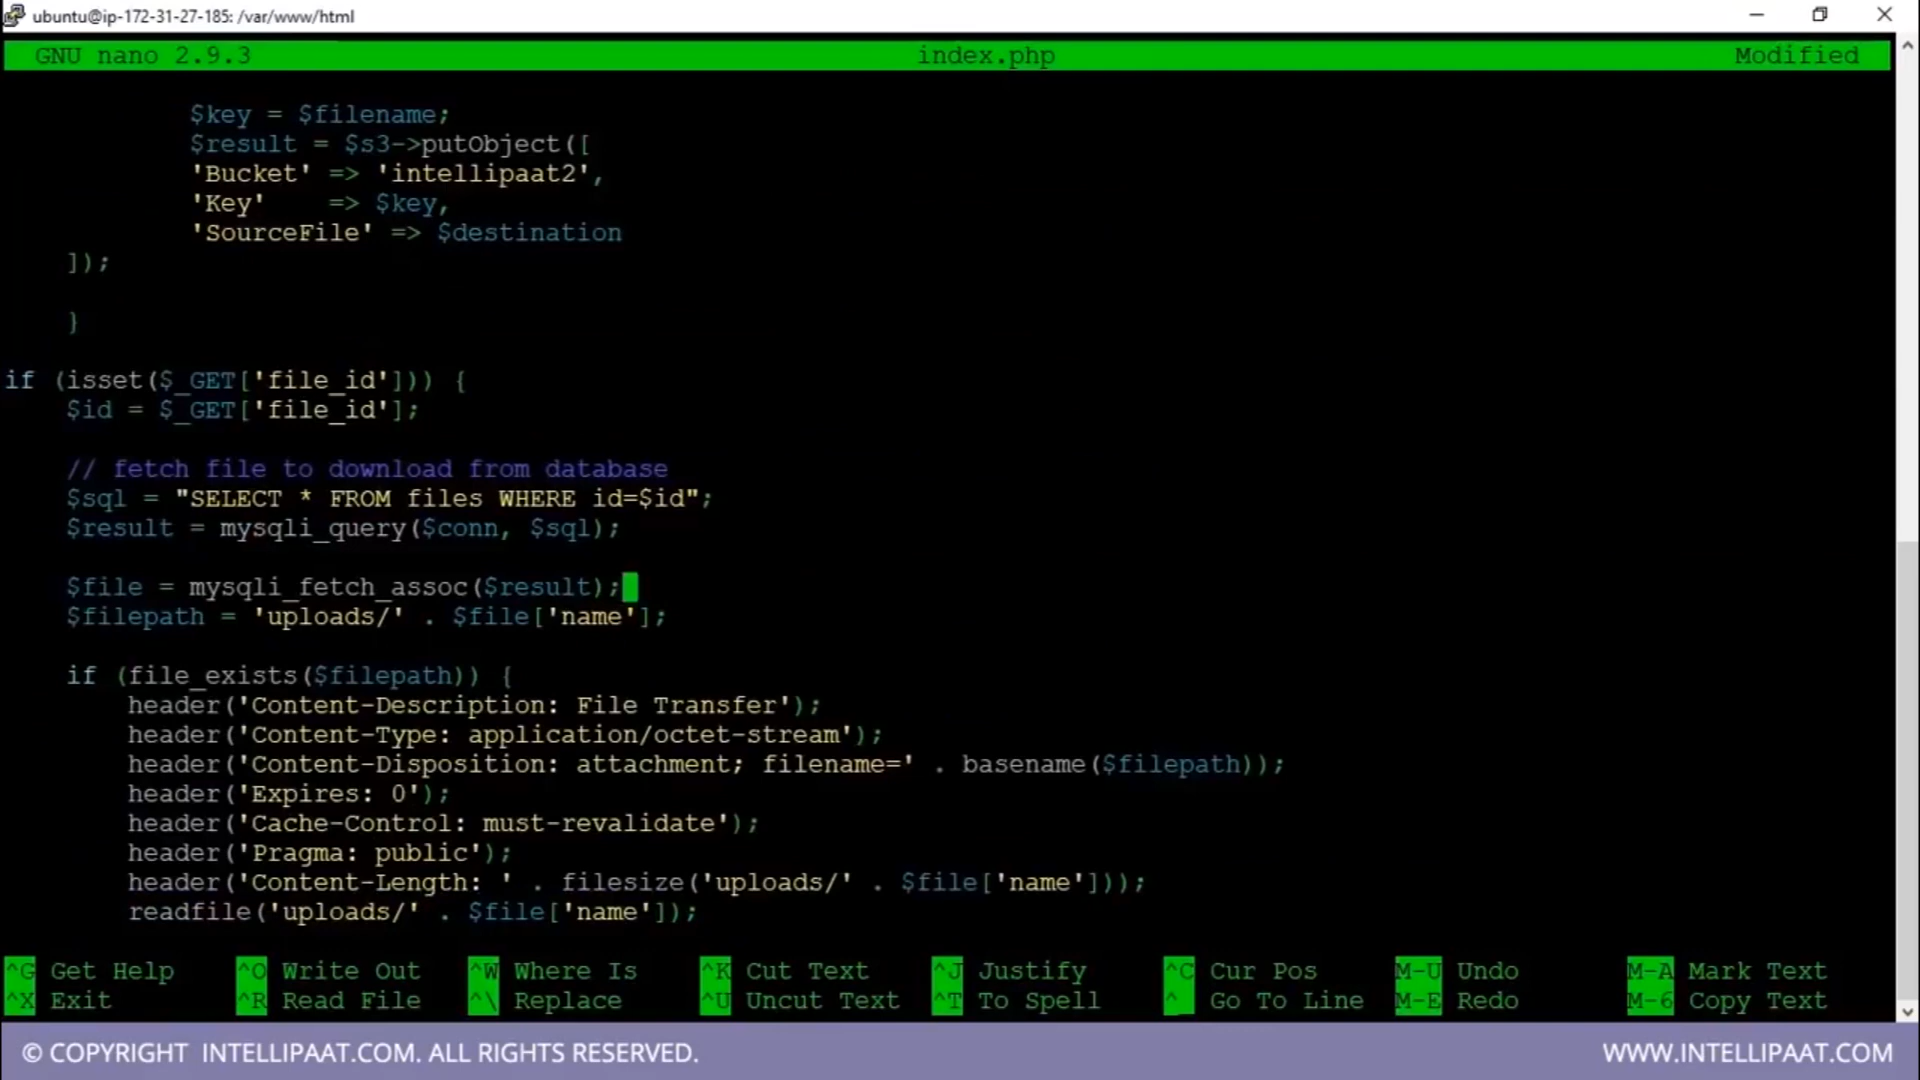 ubuntu@ip-172-31-27-185: /var/www/html
GNU nano 2.9.3 index.php Modified
$key = $filename;
$result = $s3->putObject([
'Bucket' => 'intellipaat2',
'Key' => $key,
'SourceFile' => $destination
]);
}
if (isset($_GET['file_id'])) {
$id = $_GET['file_id'];
// fetch file to download from database
$sql = "SELECT * FROM files WHERE id=$id";
$result = mysqli_query($conn, $sql);
$file = mysqli_fetch_assoc($result);
$filepath = 'uploads/' . $file['name'];
if (file_exists($filepath)) {
header('Content-Description: File Transfer');
header('Content-Type: application/octet-stream');
header('Content-Disposition: attachment; filename=' . basename($filepath));
header('Expires: 0');
header('Cache-Control: must-revalidate');
header('Pragma: public');
header('Content-Length: ' . filesize('uploads/' . $file['name']));
readfile('uploads/' . $file['name']);
^G Get Help ^O Write Out ^W Where Is ^K Cut Text ^J Justify ^C Cur Pos M-U Undo M-A Mark Text
^X Exit ^R Read File ^\ Replace ^U Uncut Text ^T To Spell ^_ Go To Line M-E Redo M-6 Copy Text
© COPYRIGHT INTELLIPAAT.COM. ALL RIGHTS RESERVED. WWW.INTELLIPAAT.COM